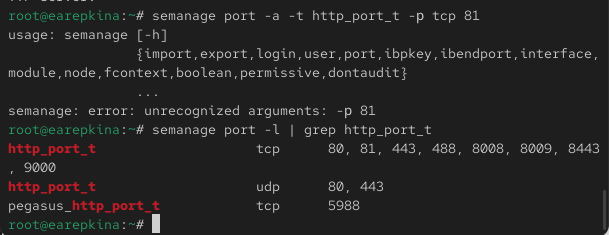 root@earepkina:~# semanage port -a -t http_port_t -p tcp 81
usage: semanage [-h]
                {import,export,login,user,port,ibpkey,ibendport,interface,
module,node,fcontext,boolean,permissive,dontaudit}
                ...
semanage: error: unrecognized arguments: -p 81
root@earepkina:~# semanage port -l | grep http_port_t
http_port_t                    tcp      80, 81, 443, 488, 8008, 8009, 8443
, 9000
http_port_t                    udp      80, 443
pegasus_http_port_t            tcp      5988
root@earepkina:~#